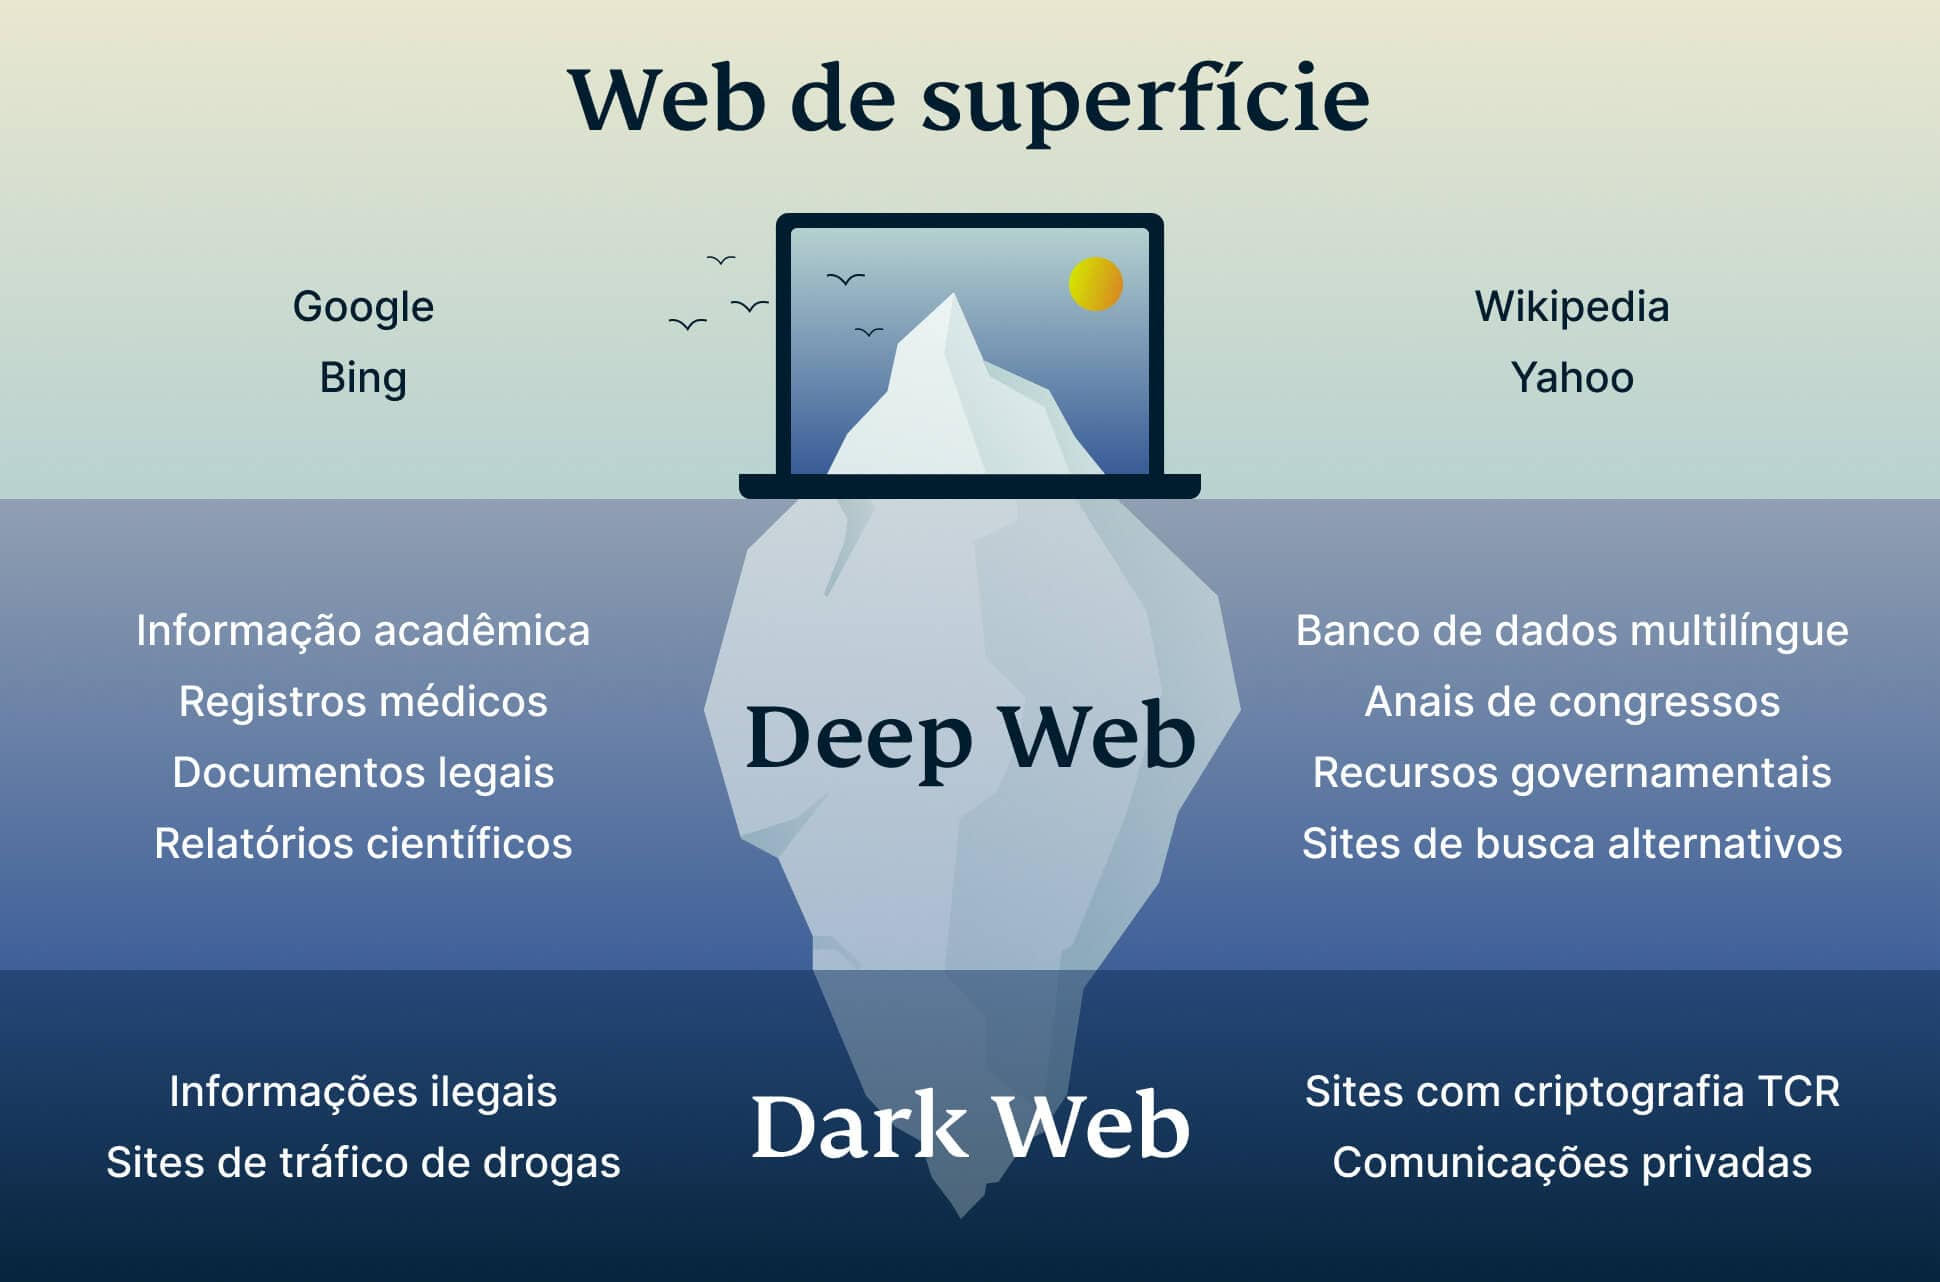 Web de superfície
Google
Bing
Wikipedia
Yahoo
Informação acadêmica
Registros médicos
Documentos legais
Relatórios científicos
Deep Web
Banco de dados multilíngue
Anais de congressos
Recursos governamentais
Sites de busca alternativos
Informações ilegais
Sites de tráfico de drogas
Dark Web
Sites com criptografia TCR
Comunicações privadas